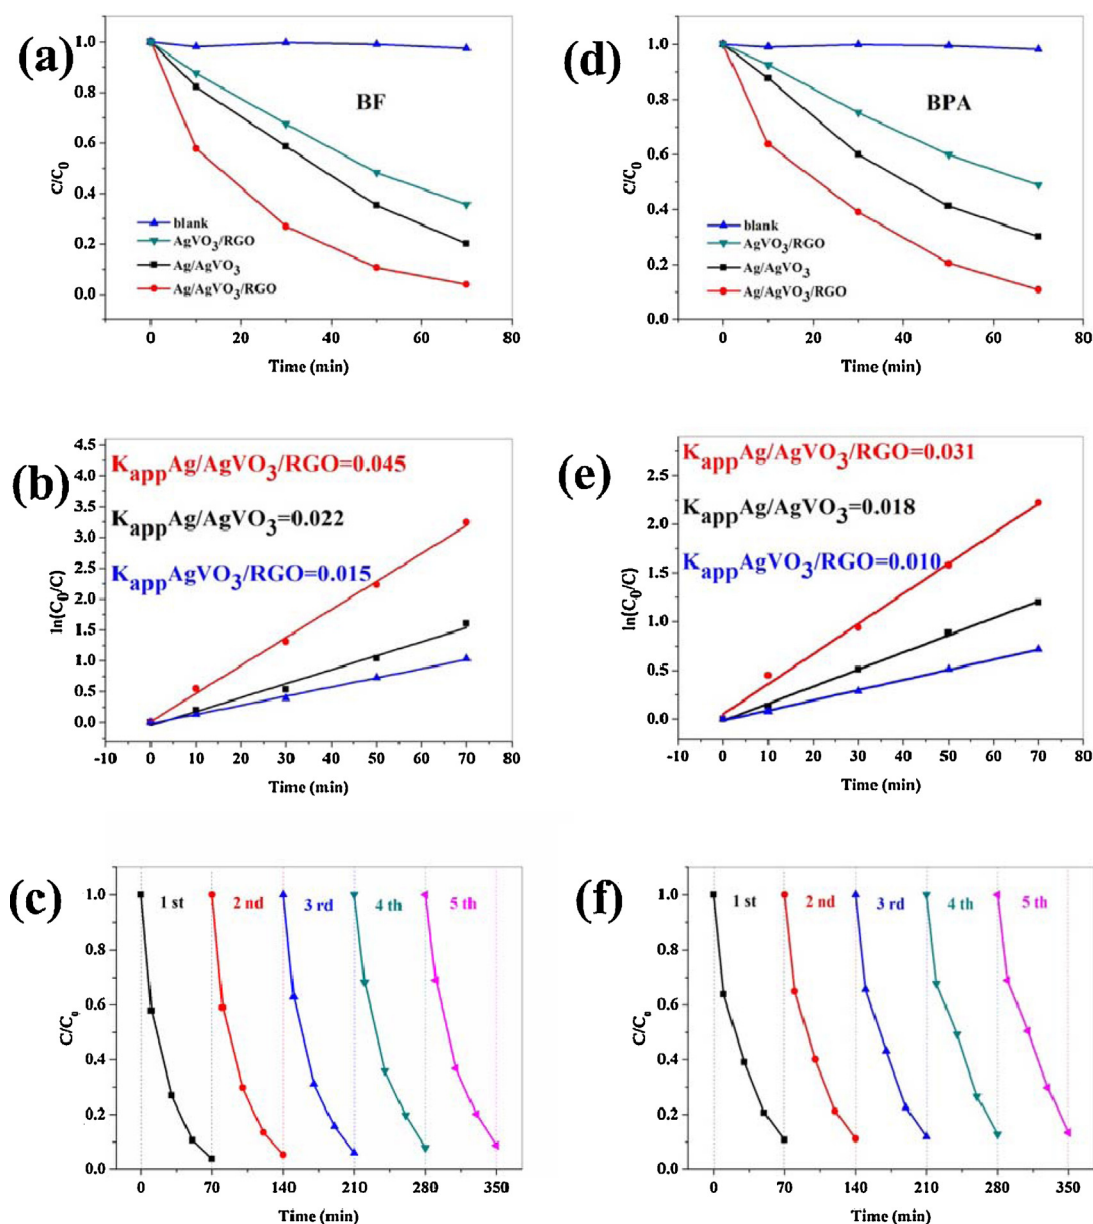 (a)
BF
C/C0
1.0
0.8
0.6
0.4
0.2
0.0
blank
AgVO3/RGO
Ag/AgVO3
Ag/AgVO3/RGO
0 20 40 60 80
Time (min)
(d)
BPA
C/C0
1.0
0.8
0.6
0.4
0.2
0.0
blank
AgVO3/RGO
Ag/AgVO3
Ag/AgVO3/RGO
0 20 40 60 80
Time (min)
(b)
KappAg/AgVO3/RGO=0.045
KappAg/AgVO3=0.022
KappAgVO3/RGO=0.015
ln(C0/C)
4.5
4.0
3.5
3.0
2.5
2.0
1.5
1.0
0.5
0.0
-10 0 10 20 30 40 50 60 70 80
Time (min)
(e)
KappAg/AgVO3/RGO=0.031
KappAg/AgVO3=0.018
KappAgVO3/RGO=0.010
ln(C0/C)
2.5
2.0
1.5
1.0
0.5
0.0
-10 0 10 20 30 40 50 60 70 80
Time (min)
(c)
1 st 2 nd 3 rd 4 th 5 th
C/C0
1.0
0.8
0.6
0.4
0.2
0.0
0 70 140 210 280 350
Time (min)
(f)
1 st 2 nd 3 rd 4 th 5 th
C/C0
1.0
0.8
0.6
0.4
0.2
0.0
0 70 140 210 280 350
Time (min)